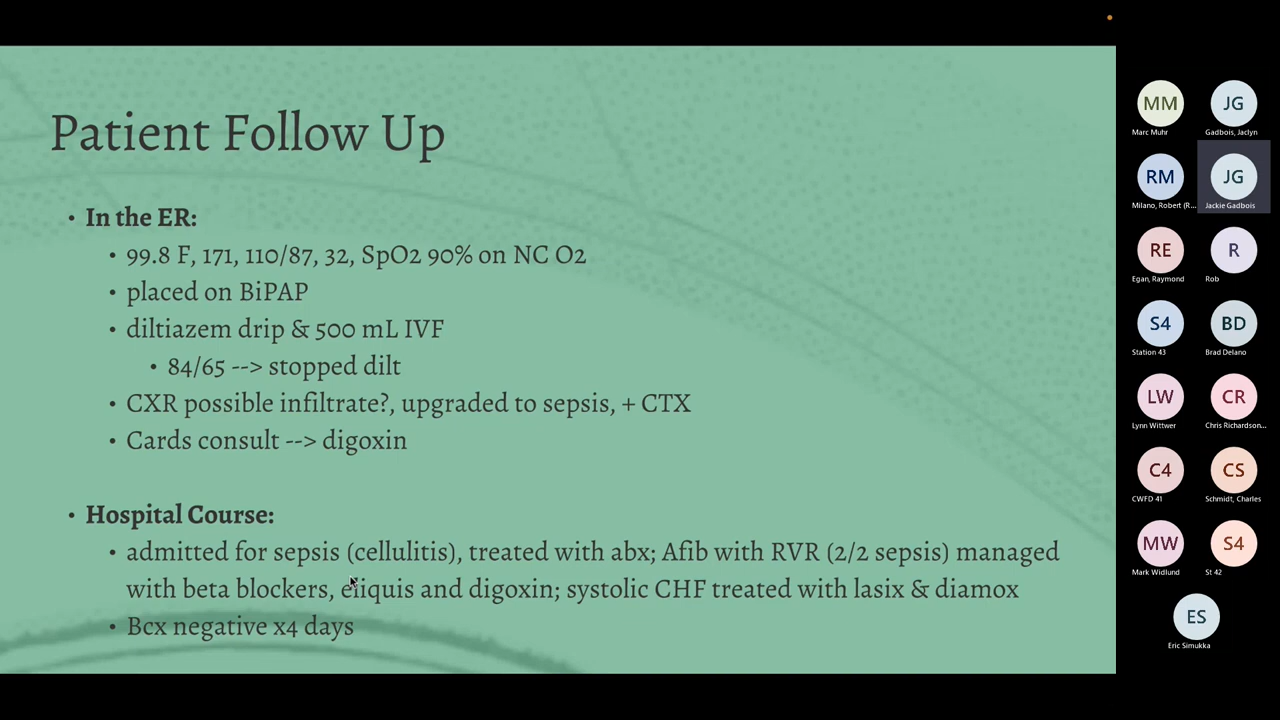 Patient Follow Up
• In the ER:
• 99.8 F, 171, 110/87, 32, SpO2 90% on NC O2
• placed on BiPAP
• diltiazem drip & 500 mL IVF
• 84/65 --> stopped dilt
• CXR possible infiltrate?, upgraded to sepsis, + CTX
• Cards consult --> digoxin
• Hospital Course:
• admitted for sepsis (cellulitis), treated with abx; Afib with RVR (2/2 sepsis) managed
with beta blockers, eliquis and digoxin; systolic CHF treated with lasix & diamox
• Bcx negative x4 days
MM JG
Marc Muhr Gadbois, Jaclyn
RM JG
Milano, Robert (R... Jackie Gadbois
RE R
Egan, Raymond Rob
S4 BD
Station 43 Brad Delano
LW CR
Lynn Wittwer Chris Richardson...
C4 CS
CWFD 41 Schmidt, Charles
MW S4
Mark Widlund St 42
ES
Eric Simukka